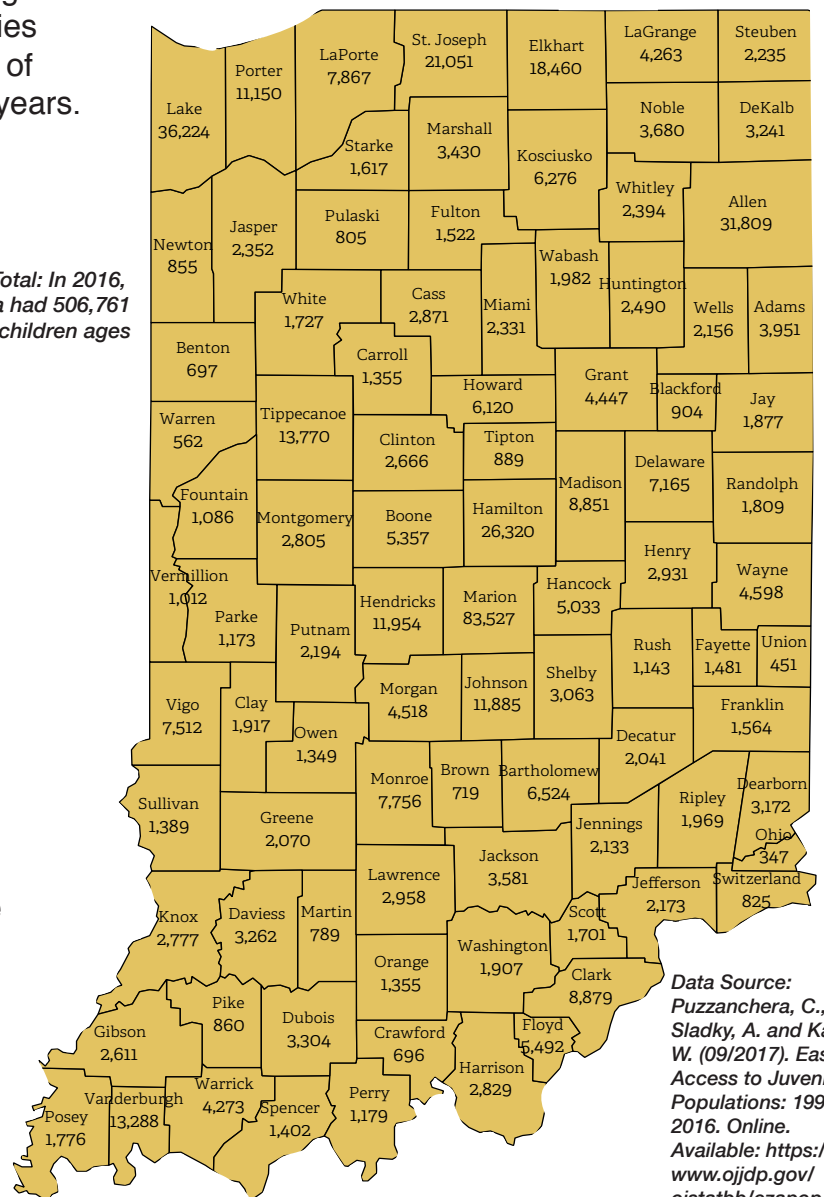 of
years.
St. Joseph
21,051
Elkhart
18,460
LaGrange
4,263
Steuben
2,235
LaPorte
7,867
Porter
11,150
Lake
36,224
Noble
3,680
DeKalb
3,241
Starke
1,617
Marshall
3,430
Kosciusko
6,276
Whitley
2,394
Allen
31,809
Newton
855
Jasper
2,352
Pulaski
805
Fulton
1,522
Wabash
1,982
Huntington
2,490
Total: In 2016,
had 506,761
children ages
White
1,727
Cass
2,871
Miami
2,331
Wells
2,156
Adams
3,951
Benton
697
Carroll
1,355
Howard
6,120
Grant
4,447
Blackford
904
Jay
1,877
Warren
562
Tippecanoe
13,770
Clinton
2,666
Tipton
889
Madison
8,851
Delaware
7,165
Randolph
1,809
Fountain
1,086
Montgomery
2,805
Boone
5,357
Hamilton
26,320
Henry
2,931
Wayne
4,598
Vermillion
1,012
Parke
1,173
Putnam
2,194
Hendricks
11,954
Marion
83,527
Hancock
5,033
Rush
1,143
Fayette
1,481
Union
451
Vigo
7,512
Clay
1,917
Owen
1,349
Morgan
4,518
Johnson
11,885
Shelby
3,063
Franklin
1,564
Decatur
2,041
Sullivan
1,389
Greene
2,070
Monroe
7,756
Brown
719
Bartholomew
6,524
Jennings
2,133
Ripley
1,969
Dearborn
3,172
Ohio
347
Lawrence
2,958
Jackson
3,581
Jefferson
2,173
Switzerland
825
Knox
2,777
Daviess
3,262
Martin
789
Scott
1,701
Washington
1,907
Orange
1,355
Clark
8,879
Gibson
2,611
Pike
860
Dubois
3,304
Crawford
696
Floyd
5,492
Harrison
2,829
Posey
1,776
Vanderburgh
13,288
Warrick
4,273
Spencer
1,402
Perry
1,179
Data Source:
Puzzanchera, C.,
Sladky, A. and
W. (09/2017).
Access to
Populations:
2016. Online.
Available: https:/
www.ojjdp.gov/